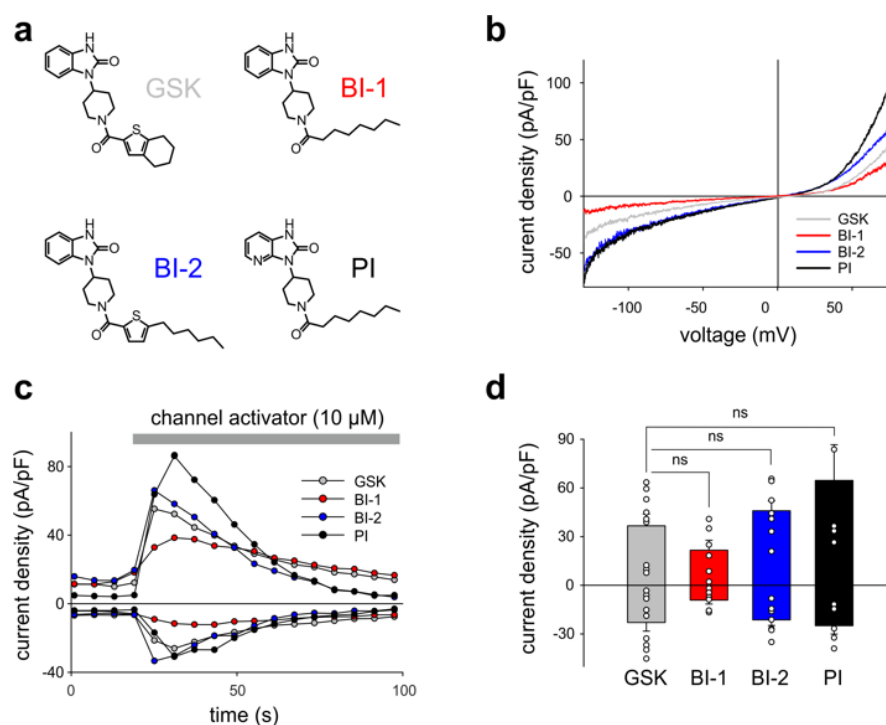 a
H
N
O
N
N
O
S
GSK
H
N
O
N
N
O
BI-1
H
N
O
N
N
O
S
BI-2
H
N
O
N
N
N
O
PI
b
curent density (pA/pF)
100
50
0
-50
-100
-50
0
50
voltage (mV)
GSK
BI-1
BI-2
PI
c
channel activator (10 µM)
current density (pA/pF)
80
40
0
-40
0
50
100
time (s)
GSK
BI-1
BI-2
PI
d
ns
ns
ns
current density (pA/pF)
90
60
30
0
-30
GSK
BI-1
BI-2
PI